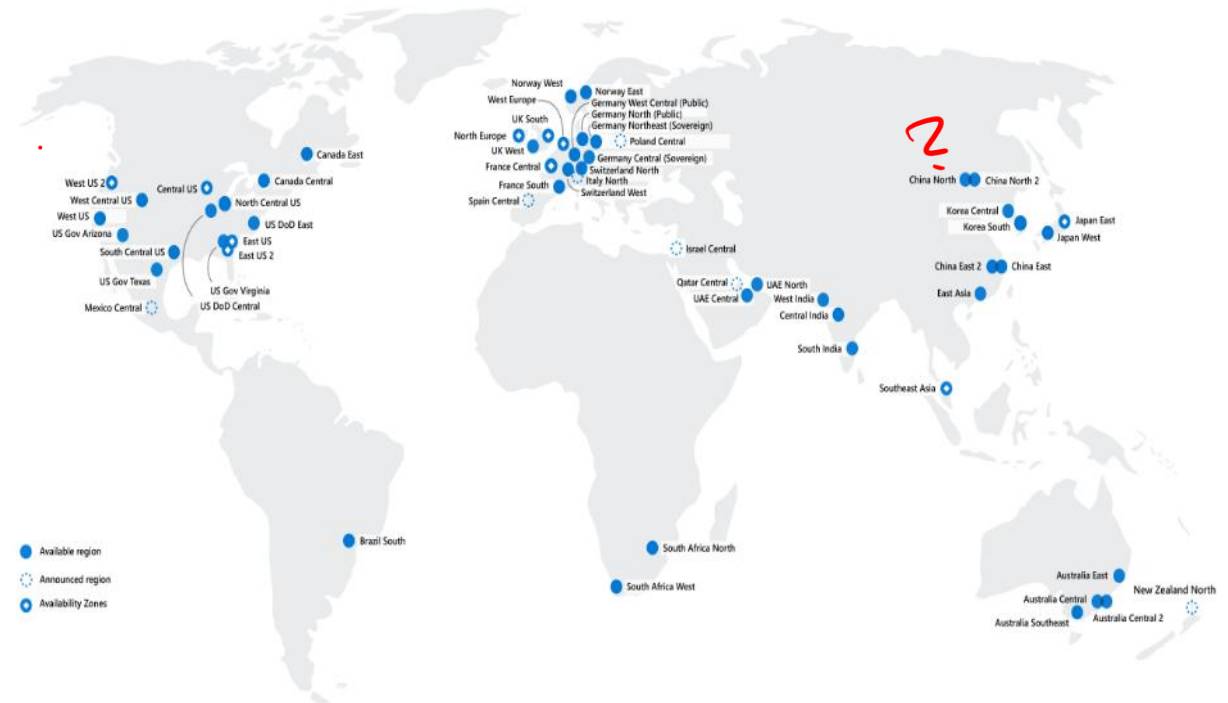 Norway West
Norway East
West Europe
Germany West Central (Public)
Germany North (Public)
UK South
Germany Northeast (Sovereign)
North Europe
Poland Central
UK West
Germany Central (Sovereign)
France Central
Switzerland North
Italy North
France South
Switzerland West
Spain Central
Canada East
West US 2
Central US
Canada Central
West Central US
North Central US
West US
US DoD East
US Gov Arizona
East US
South Central US
East US 2
US Gov Texas
US Gov Virginia
US DoD Central
Mexico Central
?
China North
China North 2
Korea Central
Korea South
Japan East
Japan West
Israel Central
China East 2
China East
Qatar Central
UAE North
UAE Central
West India
East Asia
Central India
South India
Southeast Asia
Brazil South
South Africa North
South Africa West
Australia East
New Zealand North
Australia Central
Australia Central 2
Australia Southeast
Available region
Announced region
Availability Zones